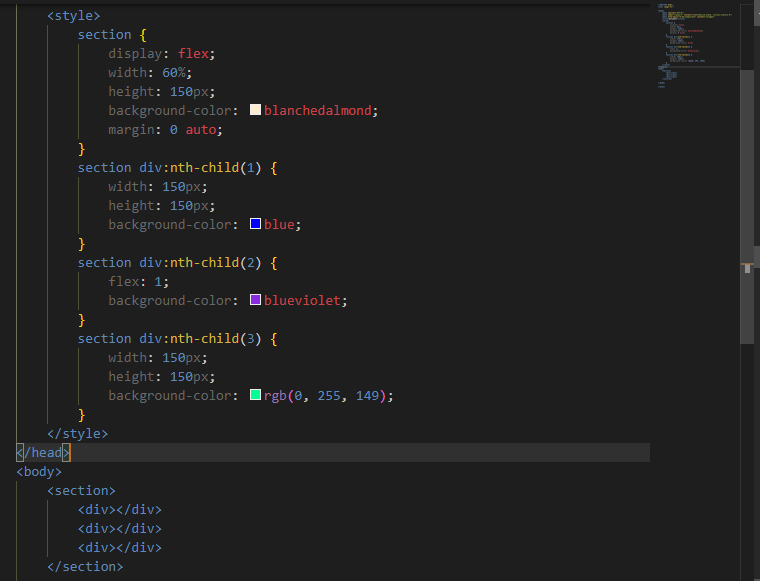 <style>
section {
display: flex;
width: 60%;
height: 150px;
background-color: blanchedalmond;
margin: 0 auto;
}
section div:nth-child(1) {
width: 150px;
height: 150px;
background-color: blue;
}
section div:nth-child(2) {
flex: 1;
background-color: blueviolet;
}
section div:nth-child(3) {
width: 150px;
height: 150px;
background-color: rgb(0, 255, 149);
}
</style>
</head>
<body>
<section>
<div></div>
<div></div>
<div></div>
</section>